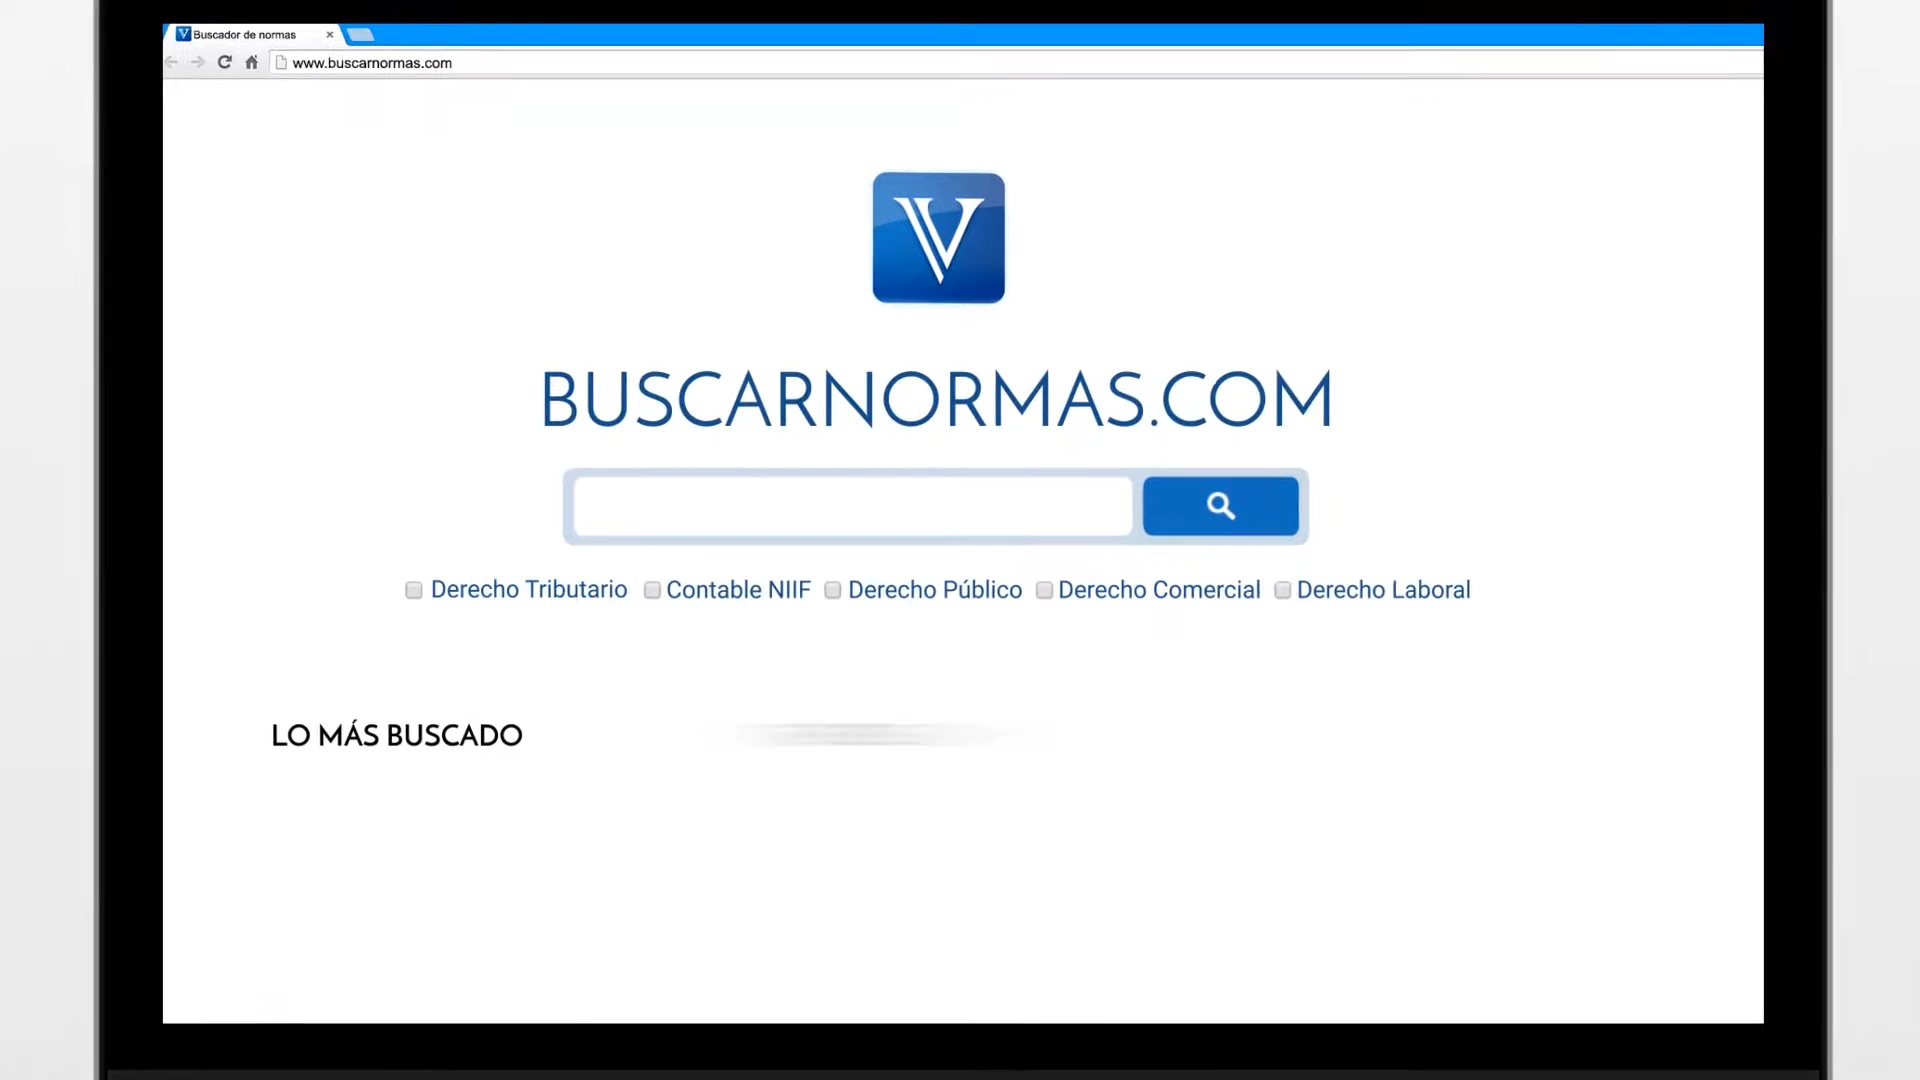 Buscador de normas
www.buscarnormas.com
V
BUSCARNORMAS.COM
Derecho Tributario Contable NIIF Derecho Público Derecho Comercial Derecho Laboral
LO MÁS BUSCADO